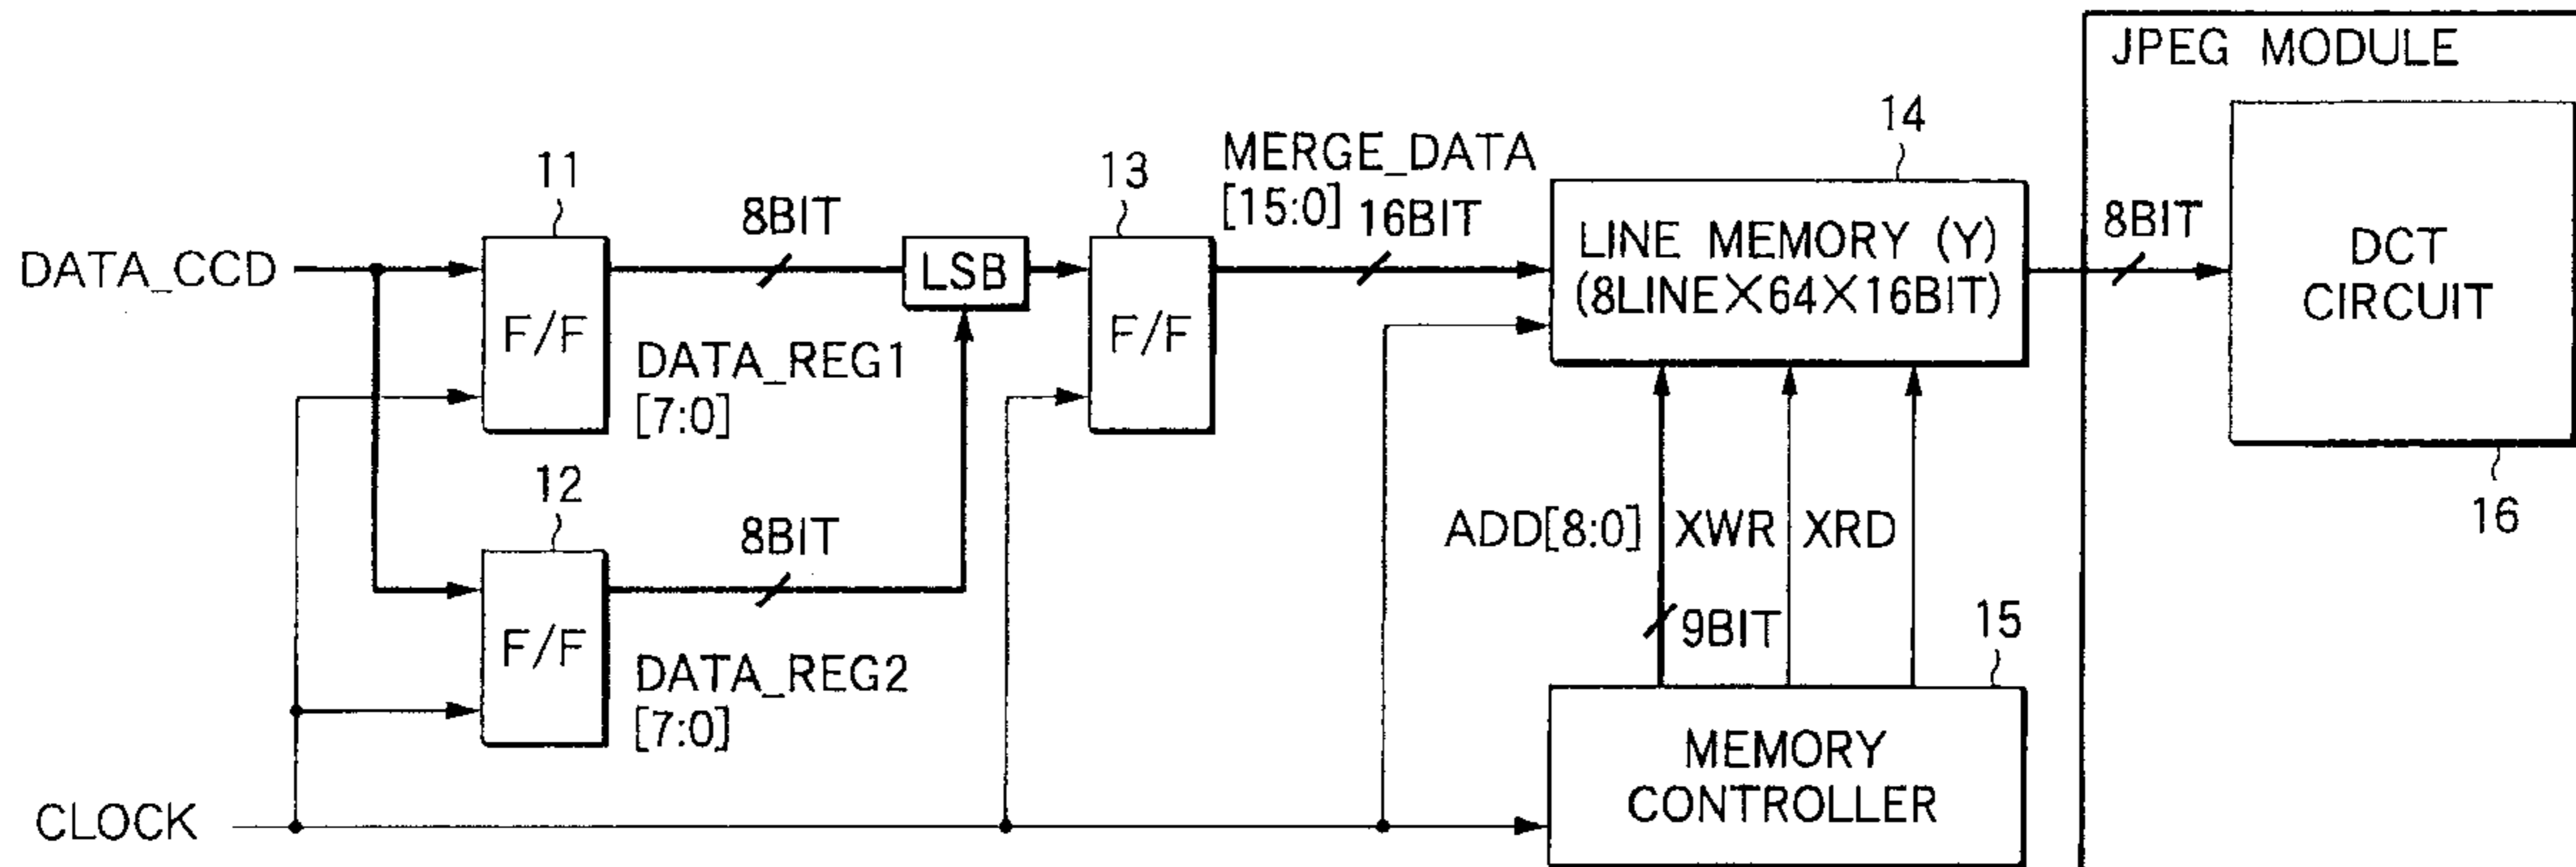 JPEG MODULE
14
11
13
MERGE_DATA
[15:0] 16BIT
8BIT
8BIT
DATA_CCD
LSB
LINE MEMORY (Y)
(8LINE×64×16BIT)
DCT
CIRCUIT
F/F
F/F
DATA_REG1
[7:0]
12
8BIT
ADD[8:0] XWR XRD
16
F/F
9BIT
15
DATA_REG2
[7:0]
MEMORY
CONTROLLER
CLOCK